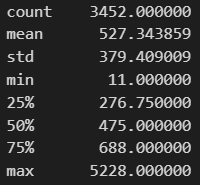 count    3452.000000
mean      527.343859
std       379.409009
min        11.000000
25%       276.750000
50%       475.000000
75%       688.000000
max      5228.000000